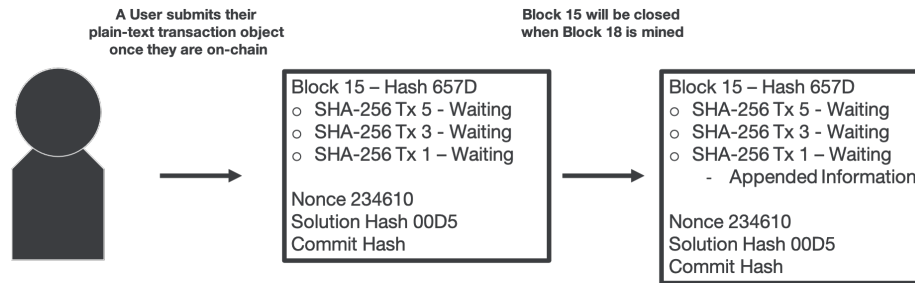 A User submits their
plain-text transaction object
once they are on-chain
Block 15 will be closed
when Block 18 is mined
Block 15 – Hash 657D
o SHA-256 Tx 5 - Waiting
o SHA-256 Tx 3 - Waiting
o SHA-256 Tx 1 – Waiting
Nonce 234610
Solution Hash 00D5
Commit Hash
Block 15 – Hash 657D
o SHA-256 Tx 5 - Waiting
o SHA-256 Tx 3 - Waiting
o SHA-256 Tx 1 – Waiting
- Appended Information
Nonce 234610
Solution Hash 00D5
Commit Hash